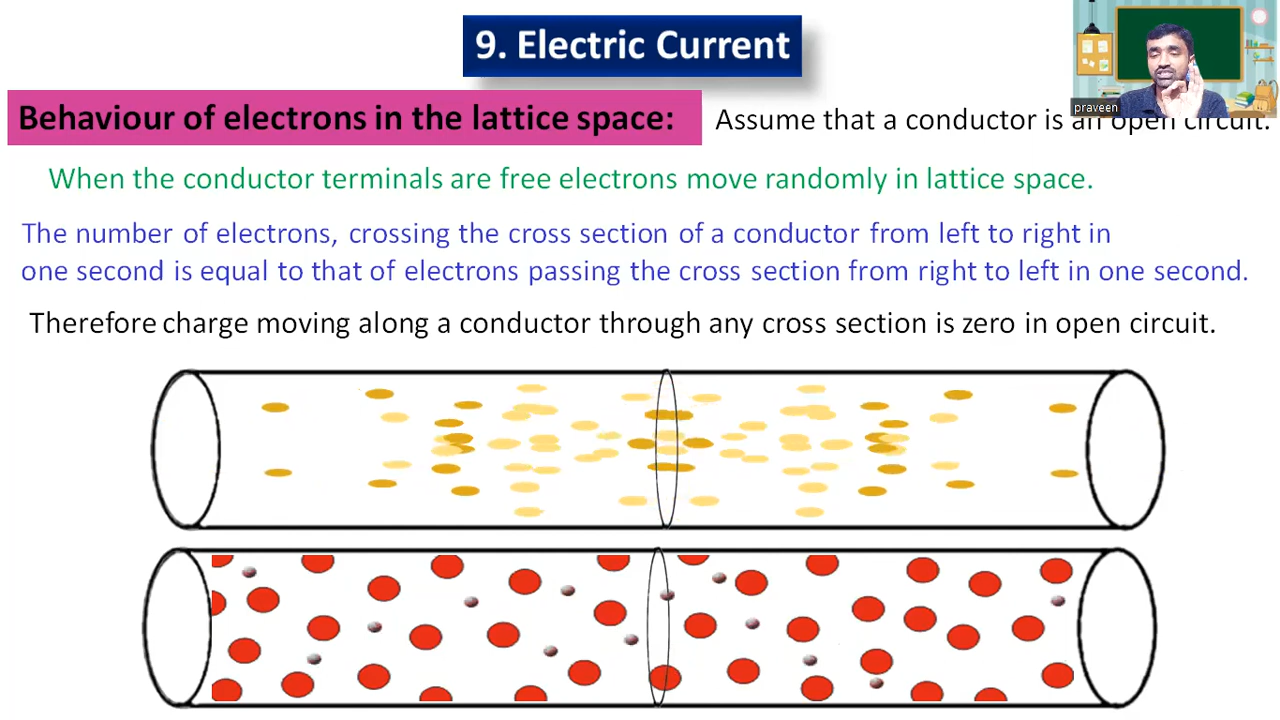 9. Electric Current
praveen
Behaviour of electrons in the lattice space:
Assume that a conductor is an open circuit.
When the conductor terminals are free electrons move randomly in lattice space.
The number of electrons, crossing the cross section of a conductor from left to right in
one second is equal to that of electrons passing the cross section from right to left in one second.
Therefore charge moving along a conductor through any cross section is zero in open circuit.